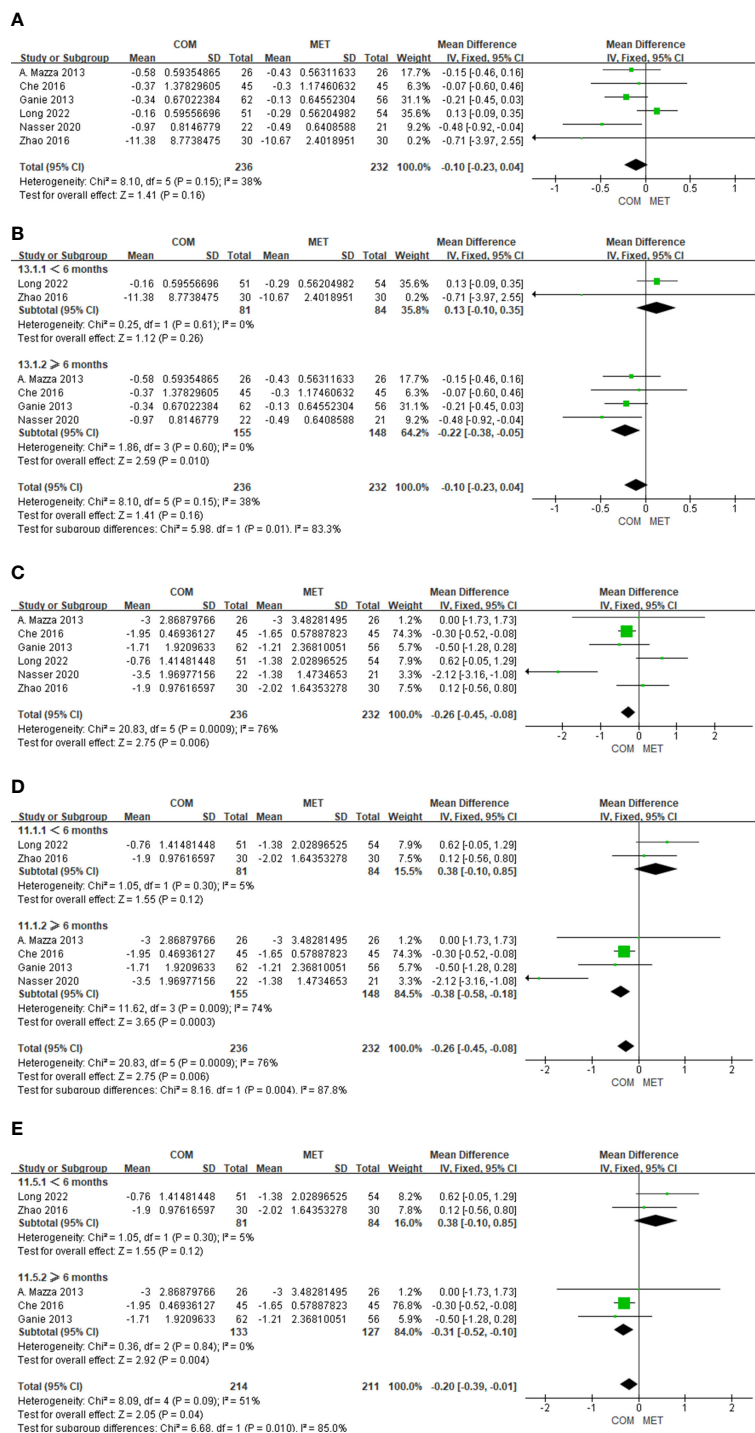 A
COM MET Mean Difference Mean Difference
Study or Subgroup Mean SD Total Mean SD Total Weight IV, Fixed, 95% CI IV, Fixed, 95% CI
A. Mazza 2013 -0.58 0.59354865 26 -0.43 0.56311633 26 17.7% -0.15 [-0.46, 0.16]
Che 2016 -0.37 1.37829605 45 -0.3 1.17460632 45 6.3% -0.07 [-0.60, 0.46]
Ganie 2013 -0.34 0.67022384 62 -0.13 0.64552304 56 31.1% -0.21 [-0.45, 0.03]
Long 2022 -0.16 0.59556696 51 -0.29 0.56204982 54 35.6% 0.13 [-0.09, 0.35]
Nasser 2020 -0.97 0.8146779 22 -0.49 0.6408588 21 9.2% -0.48 [-0.92, -0.04]
Zhao 2016 -11.38 8.7738475 30 -10.67 2.4018951 30 0.2% -0.71 [-3.97, 2.55]
Total (95% CI) 236 232 100.0% -0.10 [-0.23, 0.04]
Heterogeneity: Chi² = 8.10, df = 5 (P = 0.15); I² = 38%
Test for overall effect: Z = 1.41 (P = 0.16)
-1 -0.5 0 0.5 1
COM MET
B
COM MET Mean Difference Mean Difference
Study or Subgroup Mean SD Total Mean SD Total Weight IV, Fixed, 95% CI IV, Fixed, 95% CI
13.1.1 < 6 months
Long 2022 -0.16 0.59556696 51 -0.29 0.56204982 54 35.6% 0.13 [-0.09, 0.35]
Zhao 2016 -11.38 8.7738475 30 -10.67 2.4018951 30 0.2% -0.71 [-3.97, 2.55]
Subtotal (95% CI) 81 84 35.8% 0.13 [-0.10, 0.35]
Heterogeneity: Chi² = 0.25, df = 1 (P = 0.61); I² = 0%
Test for overall effect: Z = 1.12 (P = 0.26)
13.1.2 ⩾ 6 months
A. Mazza 2013 -0.58 0.59354865 26 -0.43 0.56311633 26 17.7% -0.15 [-0.46, 0.16]
Che 2016 -0.37 1.37829605 45 -0.3 1.17460632 45 6.3% -0.07 [-0.60, 0.46]
Ganie 2013 -0.34 0.67022384 62 -0.13 0.64552304 56 31.1% -0.21 [-0.45, 0.03]
Nasser 2020 -0.97 0.8146779 22 -0.49 0.6408588 21 9.2% -0.48 [-0.92, -0.04]
Subtotal (95% CI) 155 148 64.2% -0.22 [-0.38, -0.05]
Heterogeneity: Chi² = 1.86, df = 3 (P = 0.60); I² = 0%
Test for overall effect: Z = 2.59 (P = 0.010)
Total (95% CI) 236 232 100.0% -0.10 [-0.23, 0.04]
Heterogeneity: Chi² = 8.10, df = 5 (P = 0.15); I² = 38%
Test for overall effect: Z = 1.41 (P = 0.16)
Test for subgroup differences: Chi² = 5.98, df = 1 (P = 0.01), I² = 83.3%
-1 -0.5 0 0.5 1
COM MET
C
COM MET Mean Difference Mean Difference
Study or Subgroup Mean SD Total Mean SD Total Weight IV, Fixed, 95% CI IV, Fixed, 95% CI
A. Mazza 2013 -3 2.86879766 26 -3 3.48281495 26 1.2% 0.00 [-1.73, 1.73]
Che 2016 -1.95 0.46936127 45 -1.65 0.57887823 45 74.3% -0.30 [-0.52, -0.08]
Ganie 2013 -1.71 1.9209633 62 -1.21 2.36810051 56 5.7% -0.50 [-1.28, 0.28]
Long 2022 -0.76 1.41481448 51 -1.38 2.02896525 54 7.9% 0.62 [-0.05, 1.29]
Nasser 2020 -3.5 1.96977156 22 -1.38 1.4734653 21 3.3% -2.12 [-3.16, -1.08]
Zhao 2016 -1.9 0.97616597 30 -2.02 1.64353278 30 7.5% 0.12 [-0.56, 0.80]
Total (95% CI) 236 232 100.0% -0.26 [-0.45, -0.08]
Heterogeneity: Chi² = 20.83, df = 5 (P = 0.0009); I² = 76%
Test for overall effect: Z = 2.75 (P = 0.006)
-2 -1 0 1 2
COM MET
D
COM MET Mean Difference Mean Difference
Study or Subgroup Mean SD Total Mean SD Total Weight IV, Fixed, 95% CI IV, Fixed, 95% CI
11.1.1 < 6 months
Long 2022 -0.76 1.41481448 51 -1.38 2.02896525 54 7.9% 0.62 [-0.05, 1.29]
Zhao 2016 -1.9 0.97616597 30 -2.02 1.64353278 30 7.5% 0.12 [-0.56, 0.80]
Subtotal (95% CI) 81 84 15.5% 0.38 [-0.10, 0.85]
Heterogeneity: Chi² = 1.05, df = 1 (P = 0.30); I² = 5%
Test for overall effect: Z = 1.55 (P = 0.12)
11.1.2 ⩾ 6 months
A. Mazza 2013 -3 2.86879766 26 -3 3.48281495 26 1.2% 0.00 [-1.73, 1.73]
Che 2016 -1.95 0.46936127 45 -1.65 0.57887823 45 74.3% -0.30 [-0.52, -0.08]
Ganie 2013 -1.71 1.9209633 62 -1.21 2.36810051 56 5.7% -0.50 [-1.28, 0.28]
Nasser 2020 -3.5 1.96977156 22 -1.38 1.4734653 21 3.3% -2.12 [-3.16, -1.08]
Subtotal (95% CI) 155 148 84.5% -0.38 [-0.58, -0.18]
Heterogeneity: Chi² = 11.62, df = 3 (P = 0.009); I² = 74%
Test for overall effect: Z = 3.65 (P = 0.0003)
Total (95% CI) 236 232 100.0% -0.26 [-0.45, -0.08]
Heterogeneity: Chi² = 20.83, df = 5 (P = 0.0009); I² = 76%
Test for overall effect: Z = 2.75 (P = 0.006)
Test for subgroup differences: Chi² = 8.16, df = 1 (P = 0.004), I² = 87.8%
-2 -1 0 1 2
COM MET
E
COM MET Mean Difference Mean Difference
Study or Subgroup Mean SD Total Mean SD Total Weight IV, Fixed, 95% CI IV, Fixed, 95% CI
11.5.1 < 6 months
Long 2022 -0.76 1.41481448 51 -1.38 2.02896525 54 8.2% 0.62 [-0.05, 1.29]
Zhao 2016 -1.9 0.97616597 30 -2.02 1.64353278 30 7.8% 0.12 [-0.56, 0.80]
Subtotal (95% CI) 81 84 16.0% 0.38 [-0.10, 0.85]
Heterogeneity: Chi² = 1.05, df = 1 (P = 0.30); I² = 5%
Test for overall effect: Z = 1.55 (P = 0.12)
11.5.2 ⩾ 6 months
A. Mazza 2013 -3 2.86879766 26 -3 3.48281495 26 1.2% 0.00 [-1.73, 1.73]
Che 2016 -1.95 0.46936127 45 -1.65 0.57887823 45 76.8% -0.30 [-0.52, -0.08]
Ganie 2013 -1.71 1.9209633 62 -1.21 2.36810051 56 5.9% -0.50 [-1.28, 0.28]
Subtotal (95% CI) 133 127 84.0% -0.31 [-0.52, -0.10]
Heterogeneity: Chi² = 0.36, df = 2 (P = 0.84); I² = 0%
Test for overall effect: Z = 2.92 (P = 0.004)
Total (95% CI) 214 211 100.0% -0.20 [-0.39, -0.01]
Heterogeneity: Chi² = 8.09, df = 4 (P = 0.09); I² = 51%
Test for overall effect: Z = 2.05 (P = 0.04)
Test for subgroup differences: Chi² = 6.68, df = 1 (P = 0.010), I² = 85.0%
-2 -1 0 1 2
COM MET